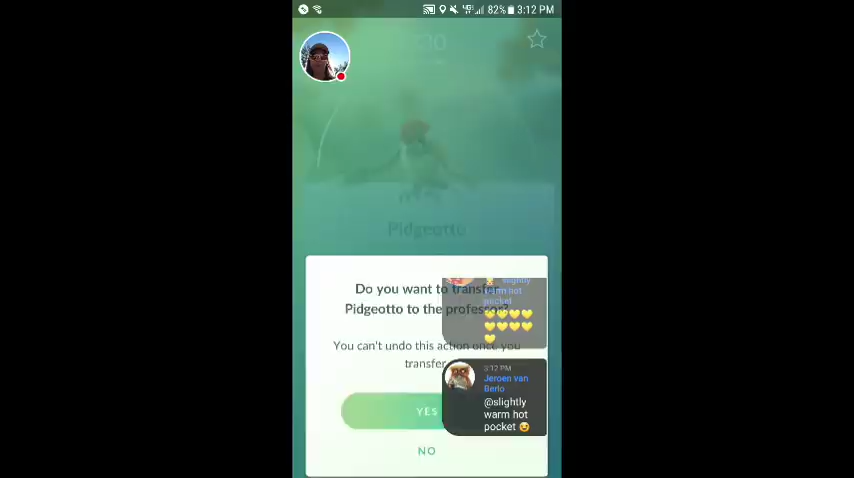 82% 3:12 PM
Pidgeotto
Do you want to transfer
Pidgeotto to the professor?
You can't undo this action once you
transfer
YES
NO
slightly
warm hot
pocket
3:12 PM
Jeroen van
Berlo
@slightly
warm hot
pocket 😉